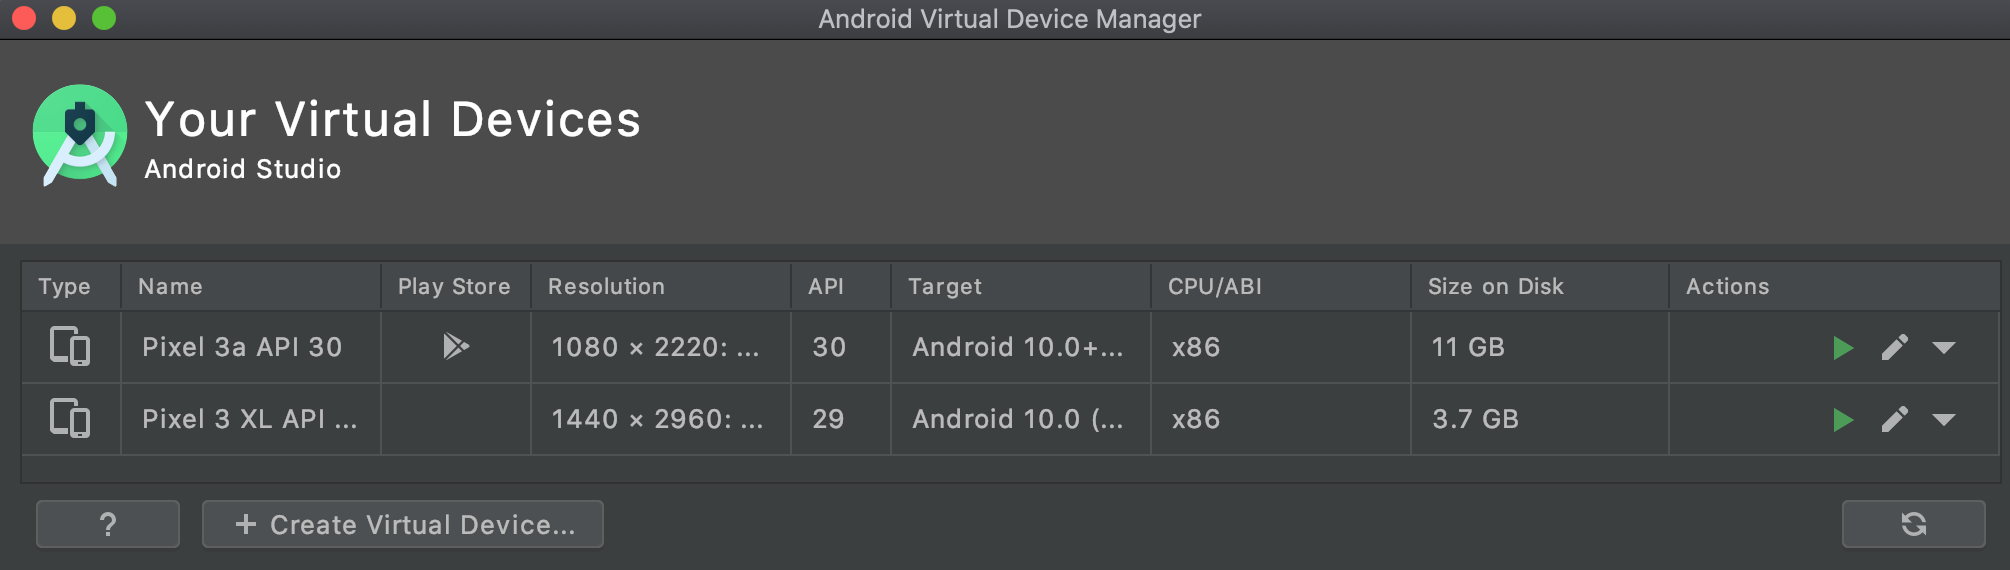 Android Virtual Device Manager
Your Virtual Devices
Android Studio
Type Name Play Store Resolution API Target CPU/ABI Size on Disk Actions
Pixel 3a API 30 1080 × 2220: ... 30 Android 10.0+... x86 11 GB
Pixel 3 XL API ... 1440 × 2960: ... 29 Android 10.0 (... x86 3.7 GB
? + Create Virtual Device...